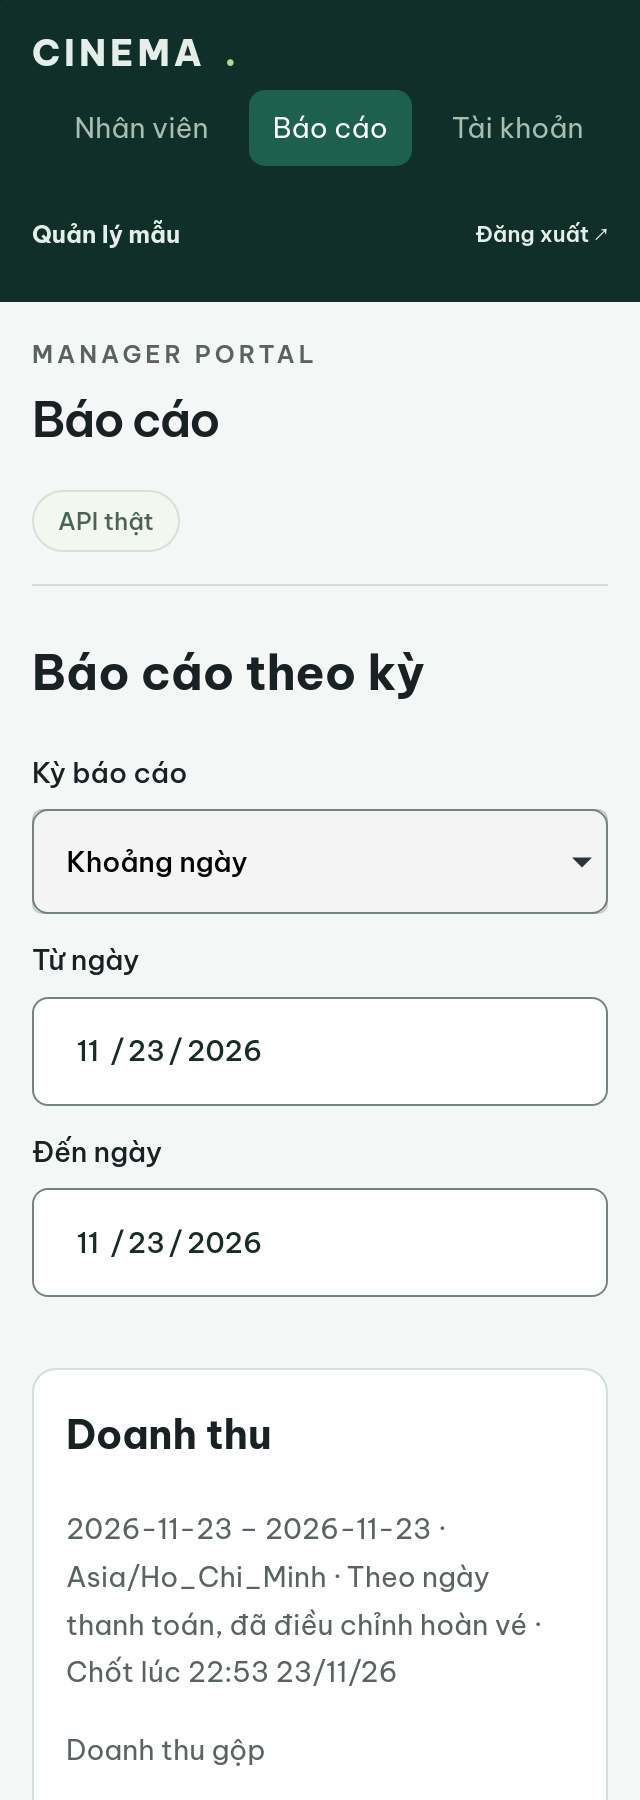 CINEMA .
Nhân viên Báo cáo Tài khoản
Quản lý mẫu Đăng xuất ↗
MANAGER PORTAL
Báo cáo
API thật
Báo cáo theo kỳ
Kỳ báo cáo
Khoảng ngày
Từ ngày
11 / 23 / 2026
Đến ngày
11 / 23 / 2026
Doanh thu
2026-11-23 – 2026-11-23 ·
Asia/Ho_Chi_Minh · Theo ngày
thanh toán, đã điều chỉnh hoàn vé ·
Chốt lúc 22:53 23/11/26
Doanh thu gộp